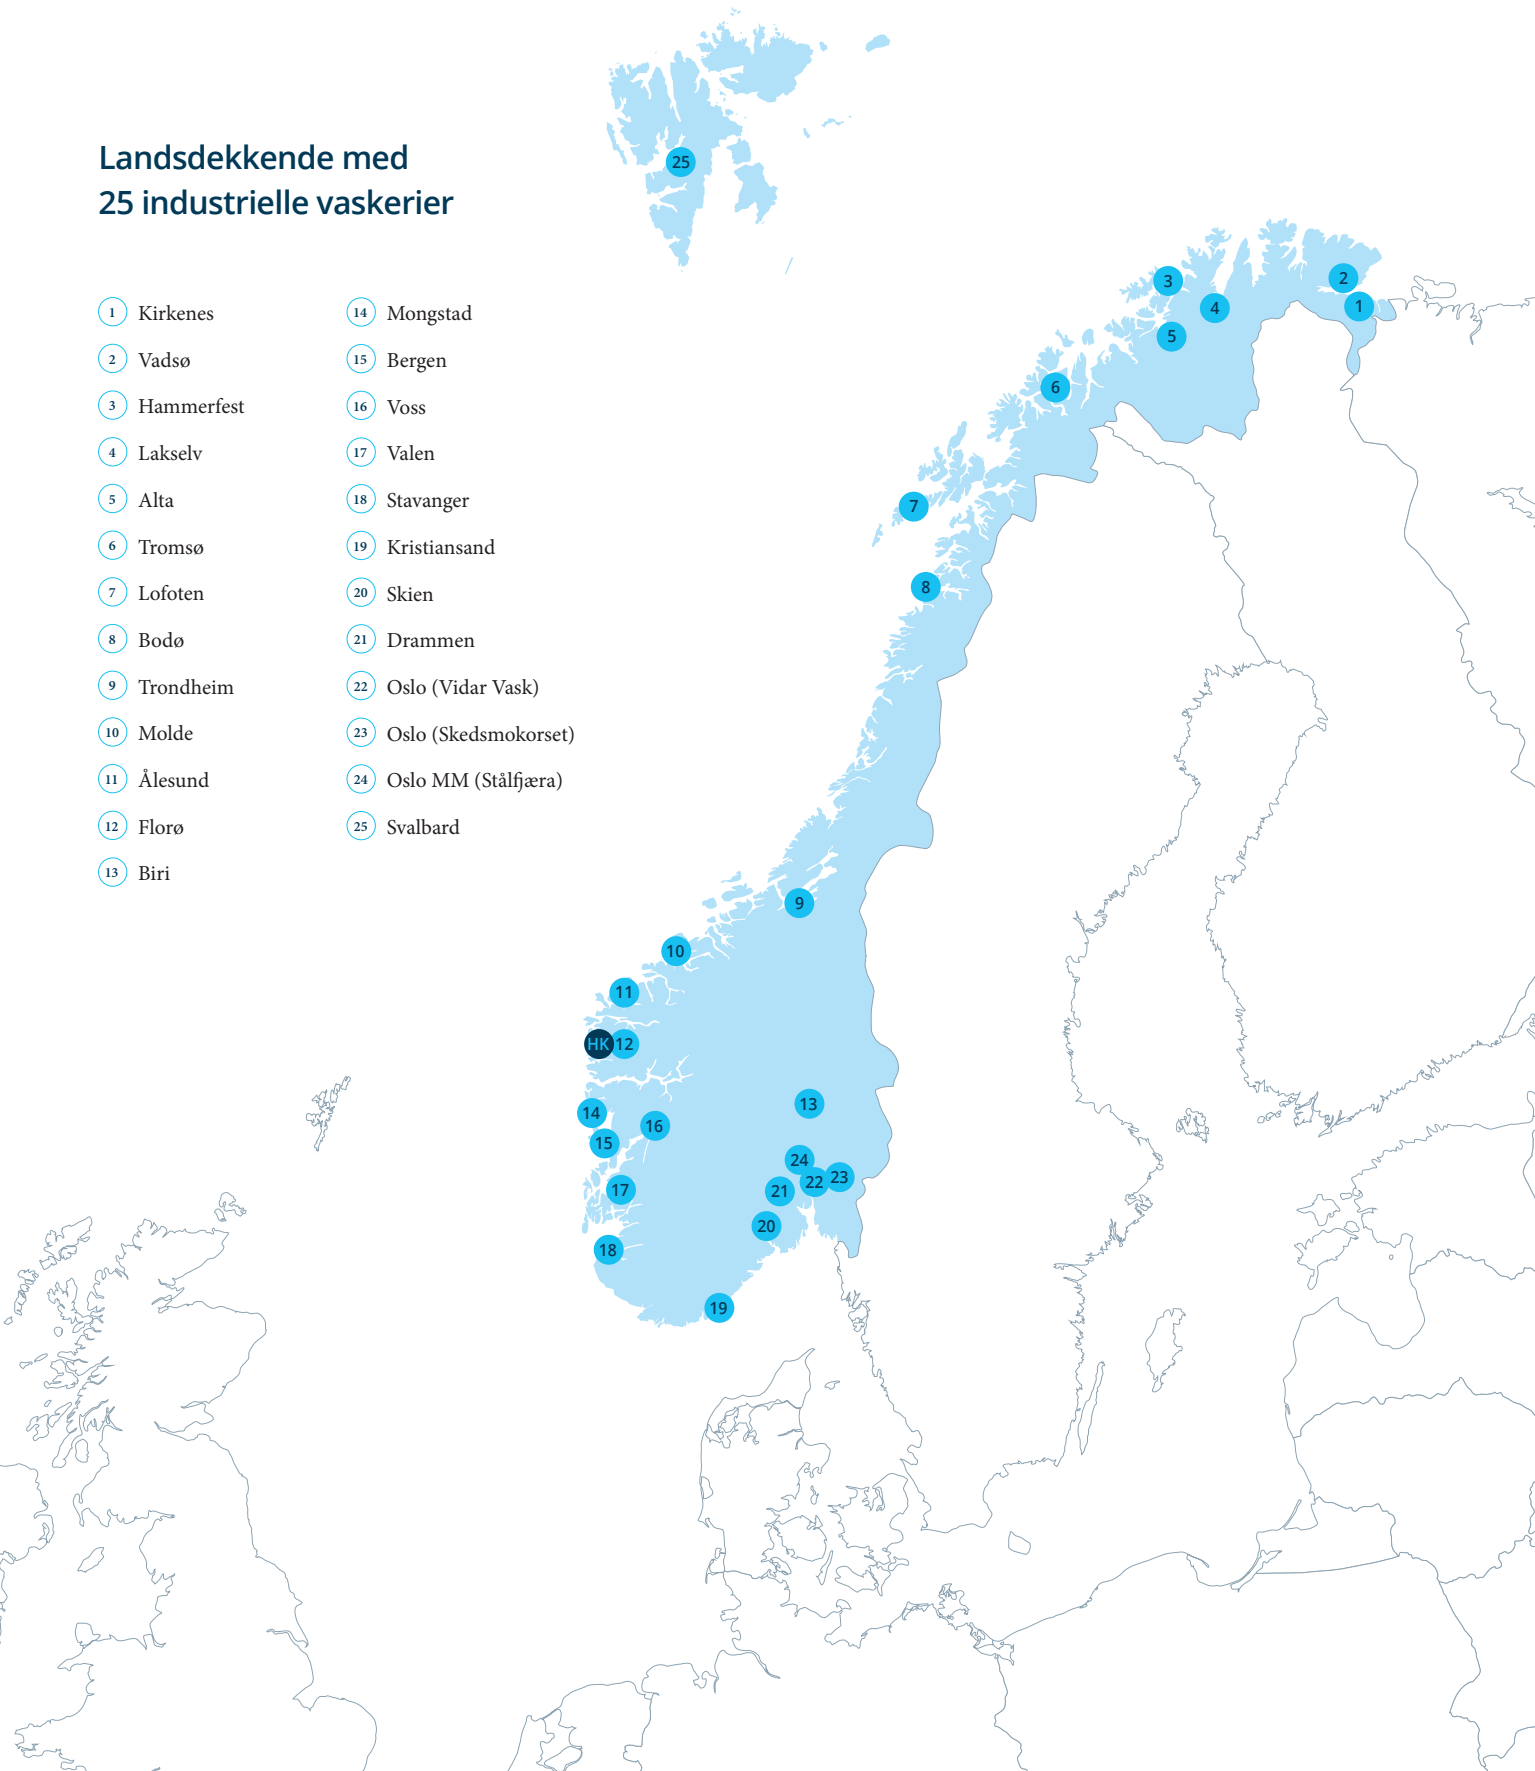 Landsdekkende med
25 industrielle vaskerier
1 Kirkenes
2 Vadsø
3 Hammerfest
4 Lakselv
5 Alta
6 Tromsø
7 Lofoten
8 Bodø
9 Trondheim
10 Molde
11 Ålesund
12 Florø
13 Biri
14 Mongstad
15 Bergen
16 Voss
17 Valen
18 Stavanger
19 Kristiansand
20 Skien
21 Drammen
22 Oslo (Vidar Vask)
23 Oslo (Skedsmokorset)
24 Oslo MM (Stålfjæra)
25 Svalbard
25
2
3
1
4
5
6
7
8
9
10
11
HK
12
13
14
16
15
24
23
22
17
21
20
18
19